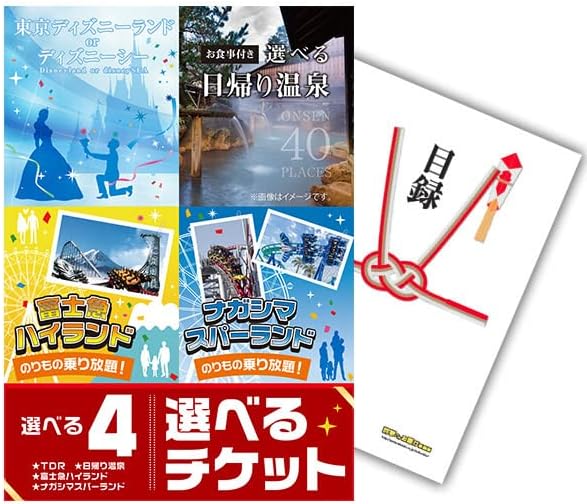 東京ディズニーランド
or
ディズニーシー
Disneyland or disneySEA
お食事付き 選べる
日帰り温泉
ONSEN
40
PLACES
※画像はイメージです。
富士急
ハイランド
のりもの乗り放題!
ナガシマ
スパーランド
のりもの乗り放題!
選べる4
★TDR ★日帰り温泉
★富士急ハイランド
★ナガシマスパーランド
選べる
チケット
目録